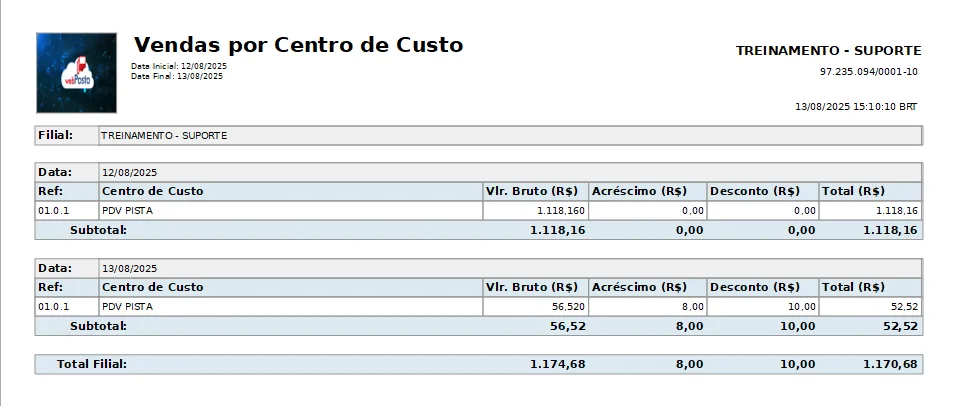 webPosto
Vendas por Centro de Custo
Data Inicial: 12/08/2025
Data Final: 13/08/2025
TREINAMENTO - SUPORTE
97.235.094/0001-10
13/08/2025 15:10:10 BRT
Filial: TREINAMENTO - SUPORTE
Data: 12/08/2025
Ref: Centro de Custo Vlr. Bruto (R$) Acréscimo (R$) Desconto (R$) Total (R$)
01.0.1 PDV PISTA 1.118,160 0,00 0,00 1.118,16
Subtotal: 1.118,16 0,00 0,00 1.118,16
Data: 13/08/2025
Ref: Centro de Custo Vlr. Bruto (R$) Acréscimo (R$) Desconto (R$) Total (R$)
01.0.1 PDV PISTA 56,520 8,00 10,00 52,52
Subtotal: 56,52 8,00 10,00 52,52
Total Filial: 1.174,68 8,00 10,00 1.170,68